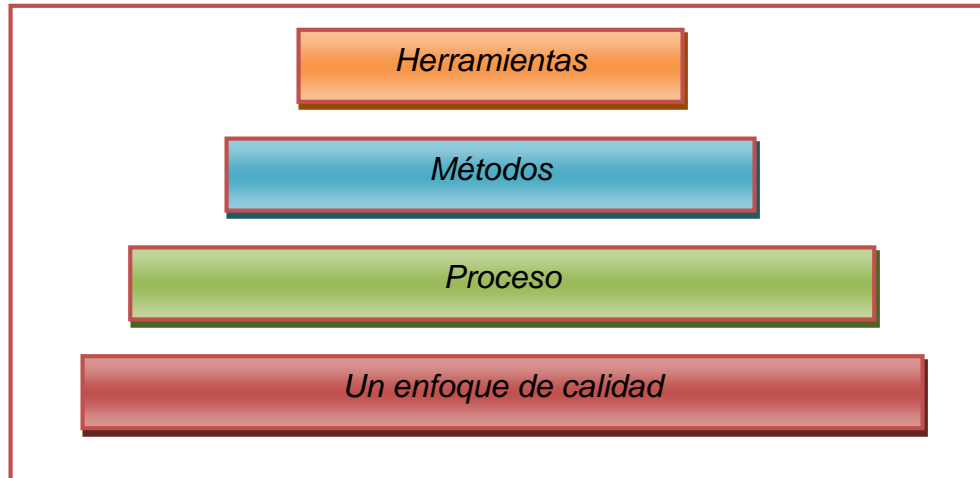 Herramientas
Métodos
Proceso
Un enfoque de calidad